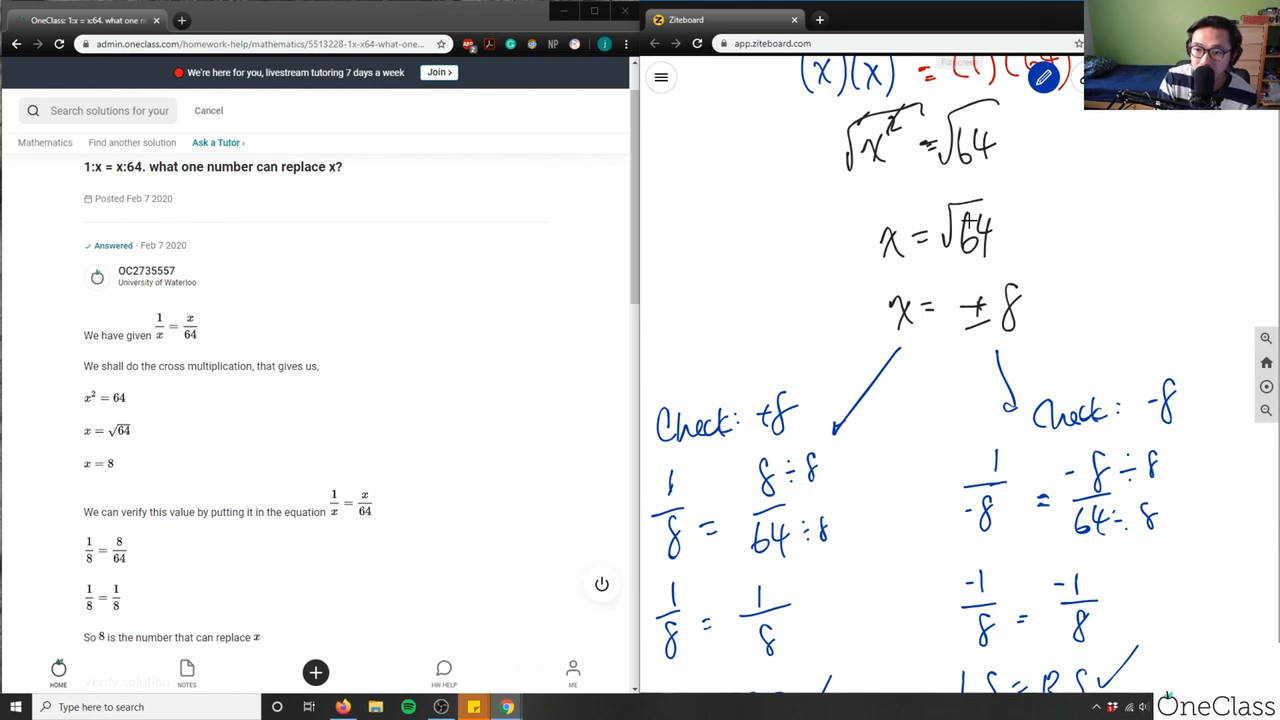 OneClass: 1:x = x:64. what one n
Ziteboard
admin.oneclass.com/homework-help/mathematics/5513228-1x-x64-what-one...
NP
j
app.ziteboard.com
We're here for you, livestream tutoring 7 days a week
Join ›
Search solutions for your
Cancel
Mathematics
Find another solution
Ask a Tutor ›
1:x = x:64. what one number can replace x?
Posted Feb 7 2020
Answered · Feb 7 2020
OC2735557
University of Waterloo
We have given 1/x = x/64
We shall do the cross multiplication, that gives us,
x² = 64
x = √64
x = 8
We can verify this value by putting it in the equation 1/x = x/64
1/8 = 8/64
1/8 = 1/8
So 8 is the number that can replace x
Verify solution
HOME
NOTES
HW HELP
ME
Type here to search
(x)(x) = (1)(64
√x² = √64
x = √64
x = ± 8
Check: +8
1/8 = 8÷8/64÷8
1/8 = 1/8
Check: -8
1/-8 = -8÷8/64÷8
-1/8 = -1/8
LS = RS ✓
OneClass